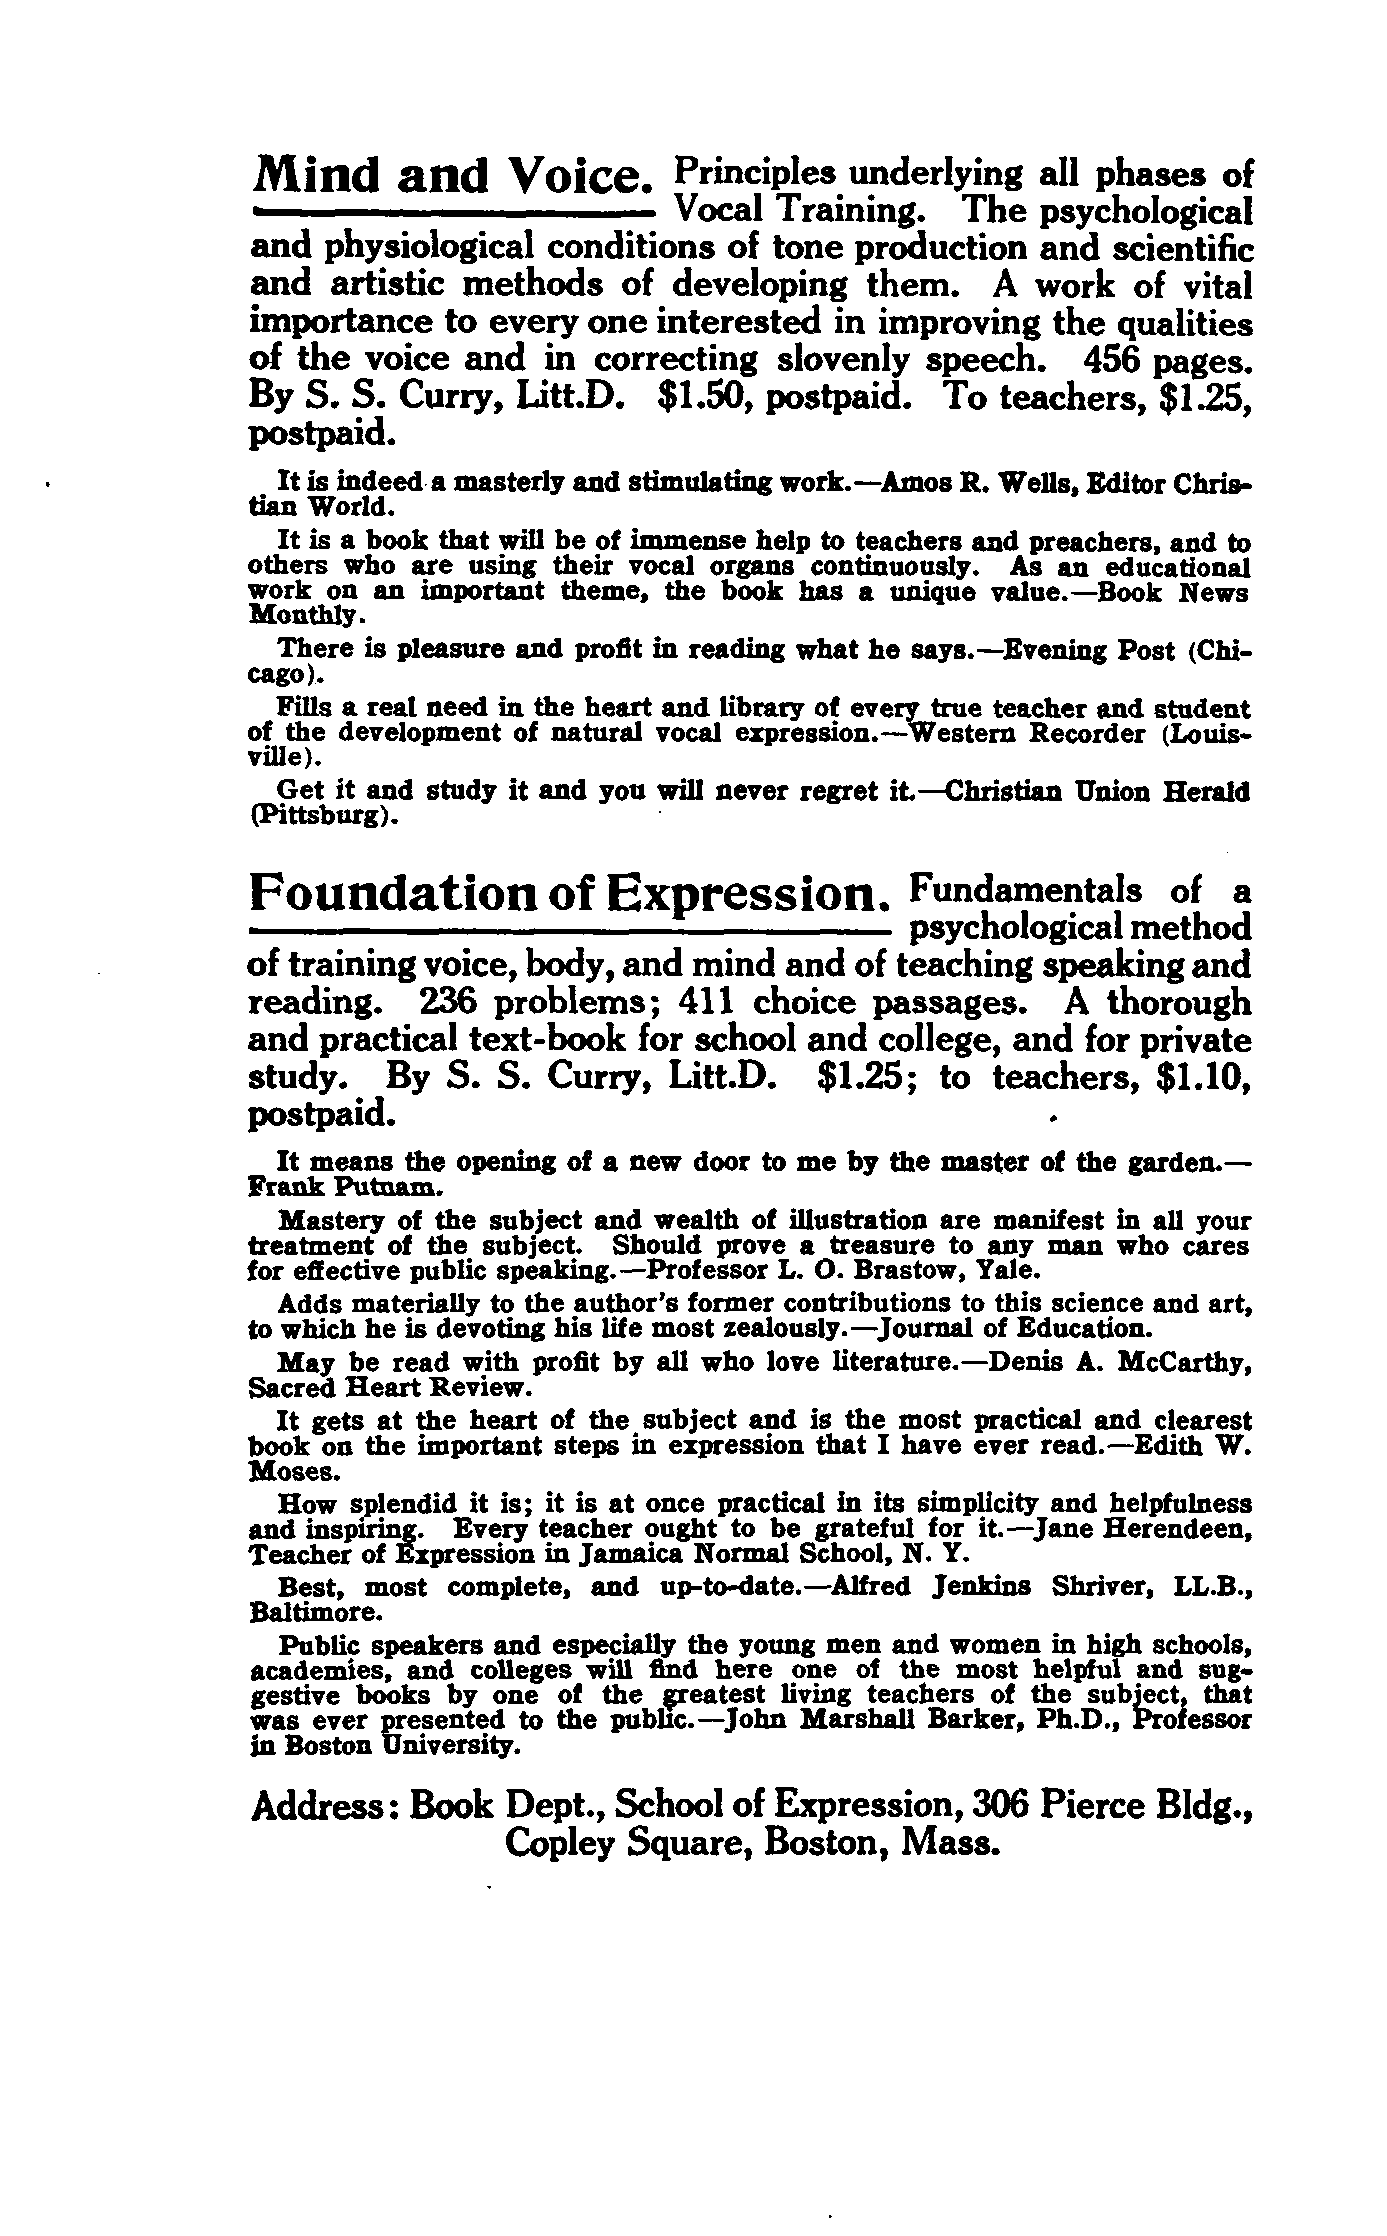 Mind and Voice. Principles underlying all phases of
Vocal Training. The psychological
and physiological conditions of tone production and scientific
and artistic methods of developing them. A work of vital
importance to every one interested in improving the qualities
of the voice and in correcting slovenly speech. 456 pages.
By S. S. Curry, Litt.D. $1.50, postpaid. To teachers, $1.25,
postpaid.
It is indeed a masterly and stimulating work.—Amos R. Wells, Editor Chris-
tian World.
It is a book that will be of immense help to teachers and preachers, and to
others who are using their vocal organs continuously. As an educational
work on an important theme, the book has a unique value.—Book News
Monthly.
There is pleasure and profit in reading what he says.—Evening Post (Chi-
cago).
Fills a real need in the heart and library of every true teacher and student
of the development of natural vocal expression.—Western Recorder (Louis-
ville).
Get it and study it and you will never regret it.—Christian Union Herald
(Pittsburg).
Foundation of Expression. Fundamentals of a
psychological method
of training voice, body, and mind and of teaching speaking and
reading. 236 problems; 411 choice passages. A thorough
and practical text-book for school and college, and for private
study. By S. S. Curry, Litt.D. $1.25; to teachers, $1.10,
postpaid.
It means the opening of a new door to me by the master of the garden.—
Frank Putnam.
Mastery of the subject and wealth of illustration are manifest in all your
treatment of the subject. Should prove a treasure to any man who cares
for effective public speaking.—Professor L. O. Brastow, Yale.
Adds materially to the author's former contributions to this science and art,
to which he is devoting his life most zealously.—Journal of Education.
May be read with profit by all who love literature.—Denis A. McCarthy,
Sacred Heart Review.
It gets at the heart of the subject and is the most practical and clearest
book on the important steps in expression that I have ever read.—Edith W.
Moses.
How splendid it is; it is at once practical in its simplicity and helpfulness
and inspiring. Every teacher ought to be grateful for it.—Jane Herendeen,
Teacher of Expression in Jamaica Normal School, N. Y.
Best, most complete, and up-to-date.—Alfred Jenkins Shriver, LL.B.,
Baltimore.
Public speakers and especially the young men and women in high schools,
academies, and colleges will find here one of the most helpful and sug-
gestive books by one of the greatest living teachers of the subject, that
was ever presented to the public.—John Marshall Barker, Ph.D., Professor
in Boston University.
Address: Book Dept., School of Expression, 306 Pierce Bldg.,
Copley Square, Boston, Mass.